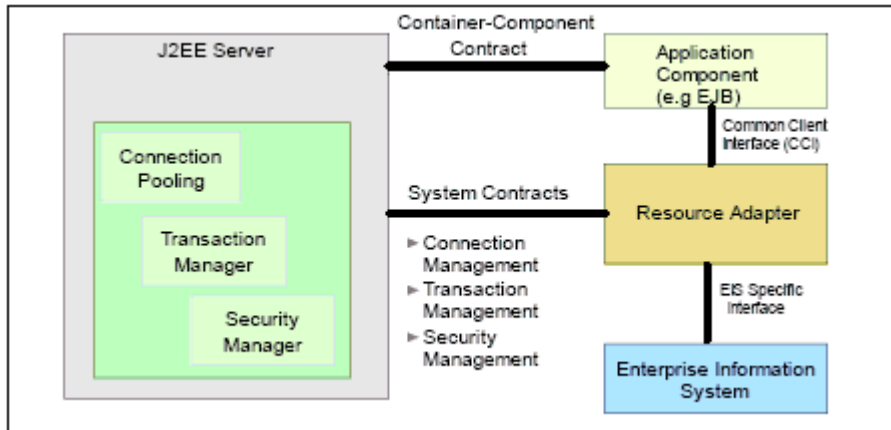 J2EE Server
Connection
Pooling
Transaction
Manager
Security
Manager
Container-Component
Contract
System Contracts
Connection
Management
Transaction
Management
Security
Management
Application
Component
(e.g EJB)
Common Client
Interface (CCI)
Resource Adapter
EIS Specific
Interface
Enterprise Information
System